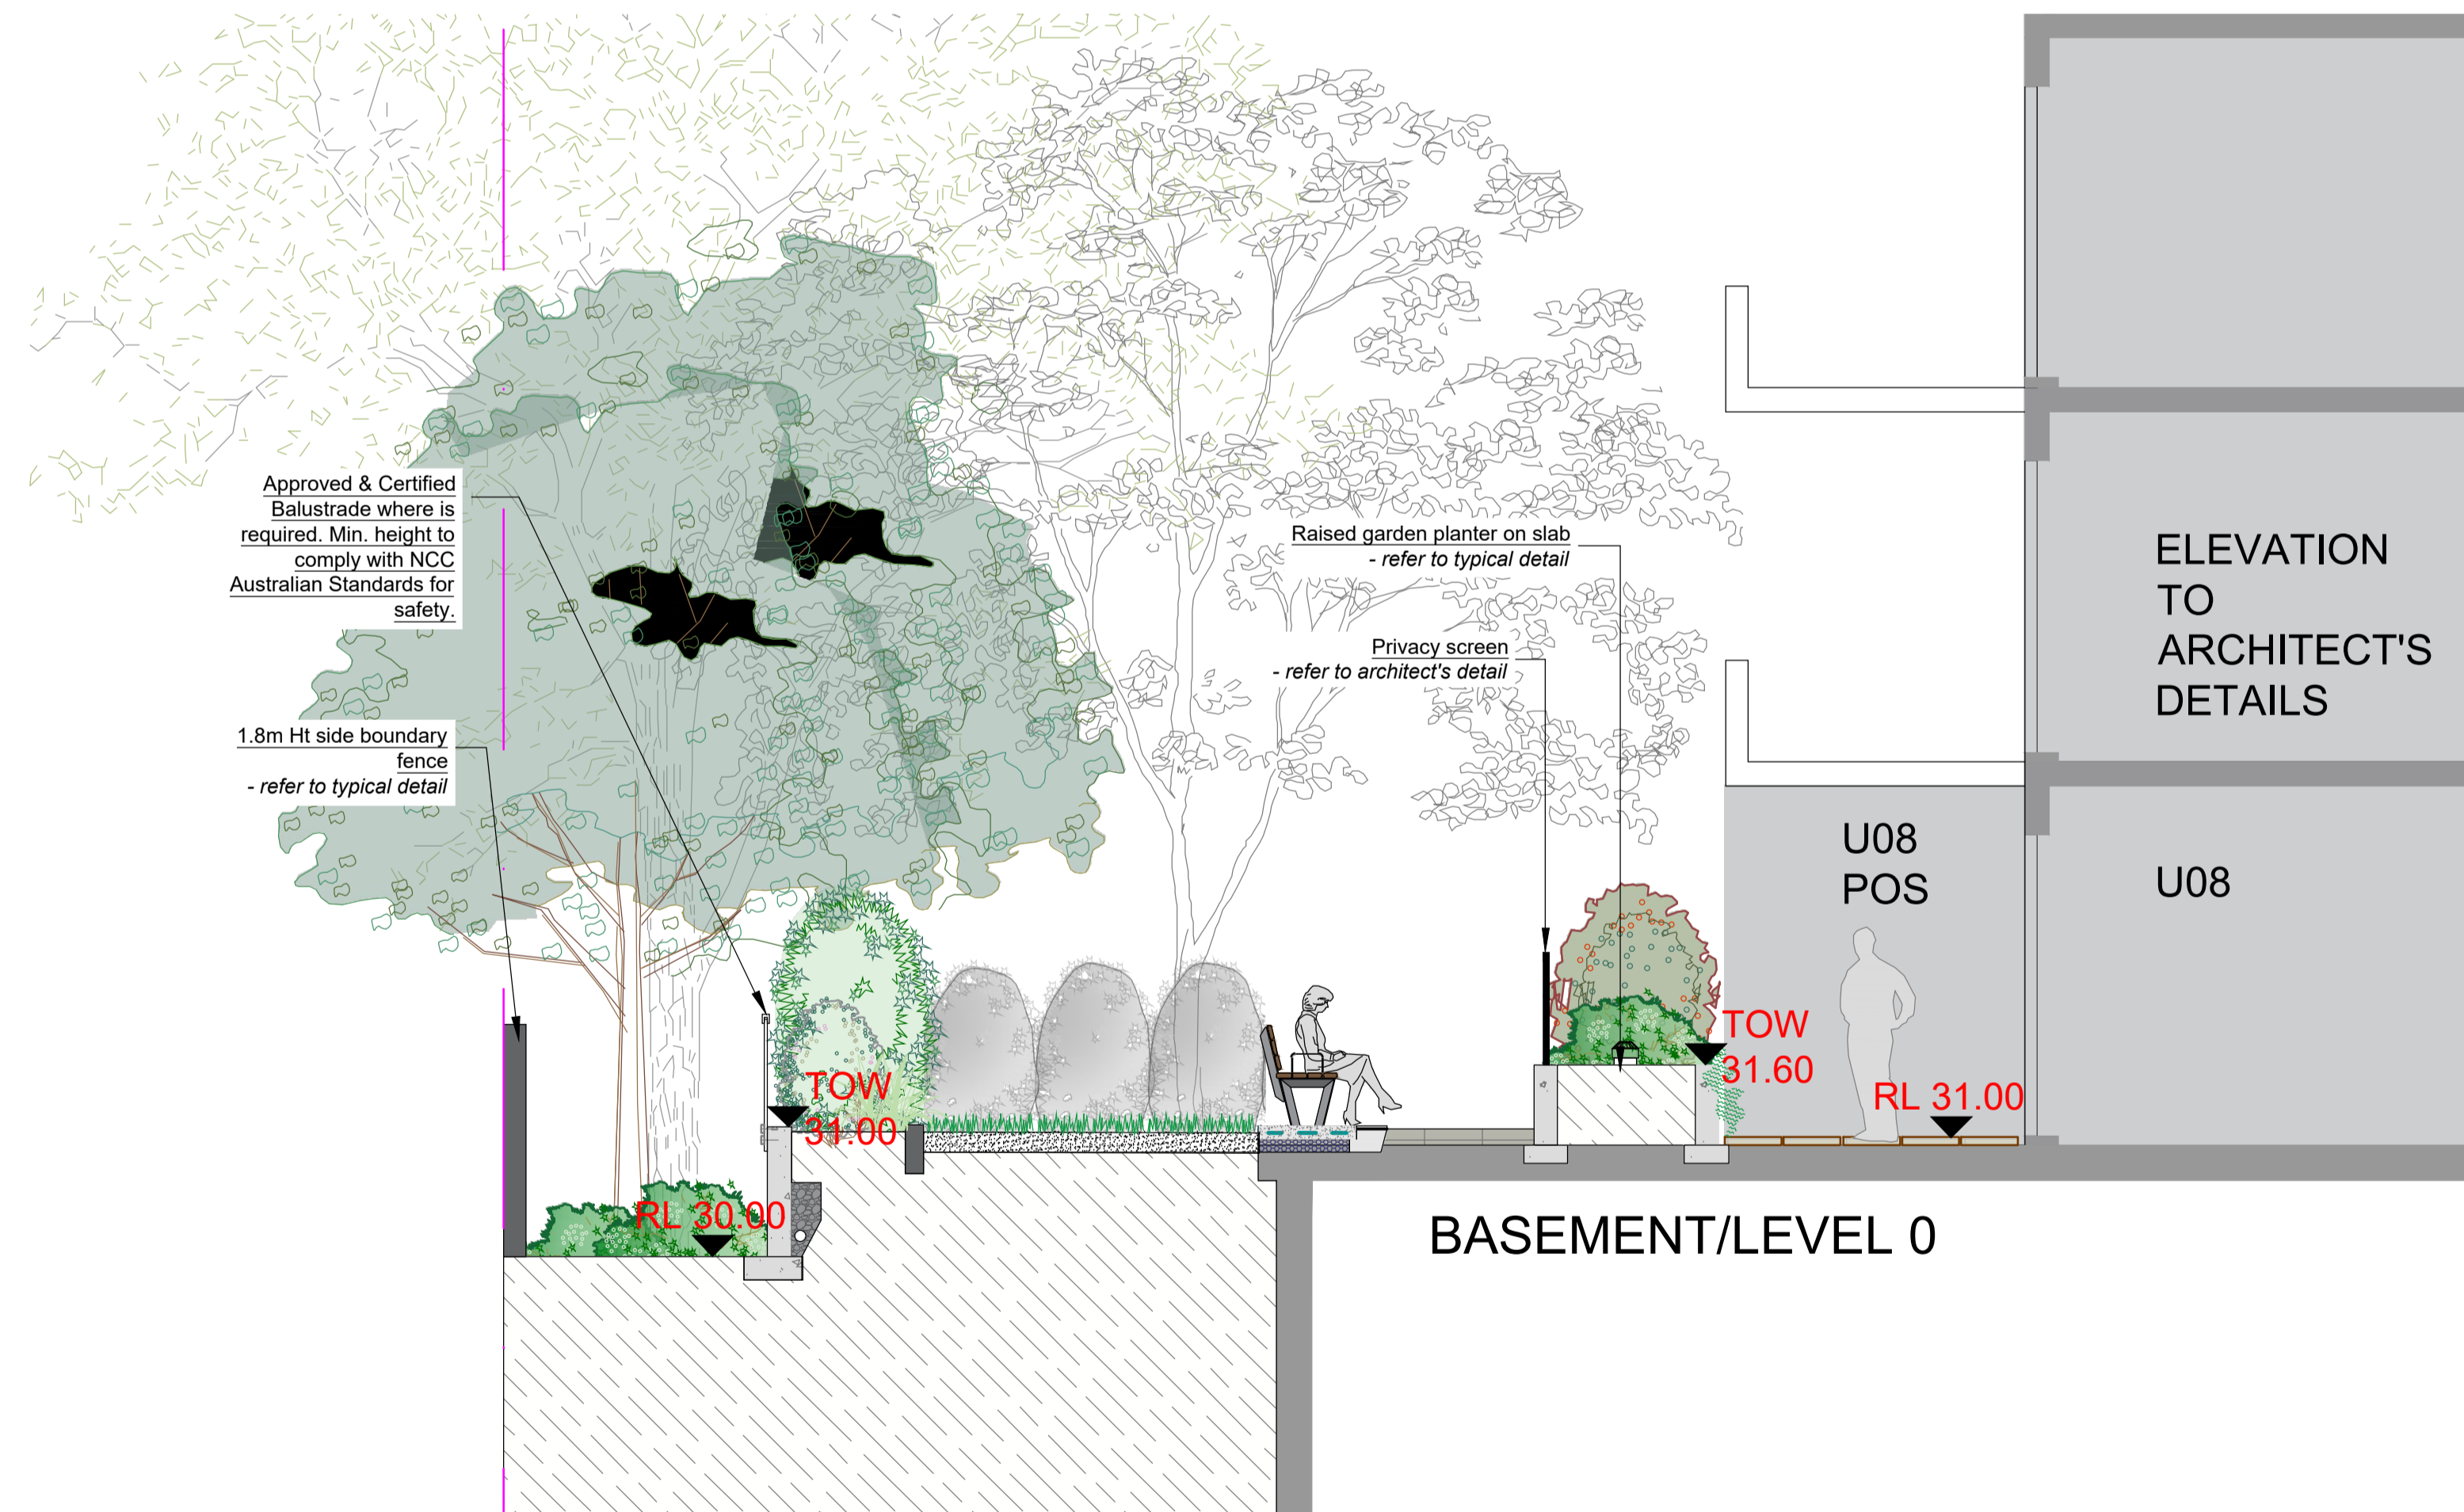 Approved & Certified
Balustrade where is
required. Min. height to
comply with NCC
Australian Standards for
safety.
1.8m Ht side boundary
fence
- refer to typical detail
Raised garden planter on slab
- refer to typical detail
Privacy screen
- refer to architect's detail
ELEVATION
TO
ARCHITECT'S
DETAILS
U08
POS
U08
TOW
31.60
RL 31.00
TOW
31.00
RL 30.00
BASEMENT/LEVEL 0